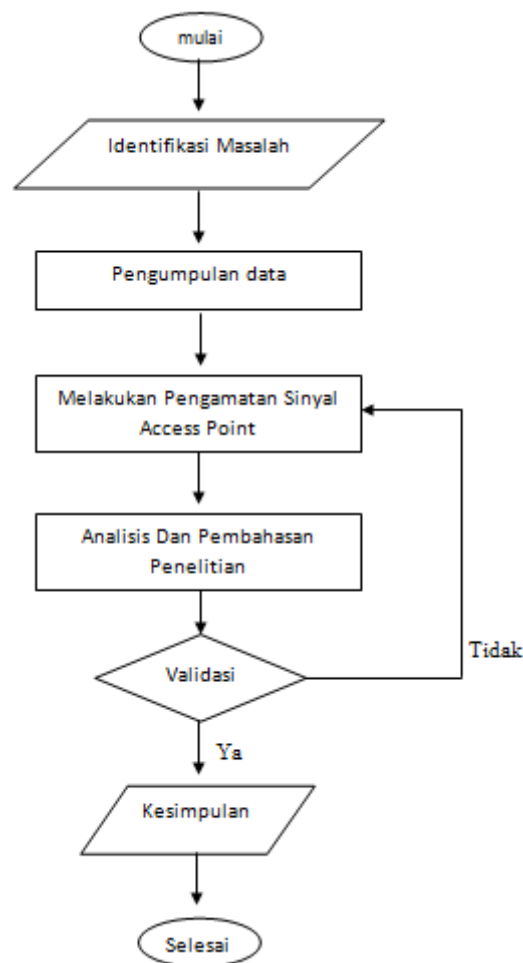 mulai
Identifikasi Masalah
Pengumpulan data
Melakukan Pengamatan Sinyal
Access Point
Analisis Dan Pembahasan
Penelitian
Tidak
Validasi
Ya
Kesimpulan
Selesai